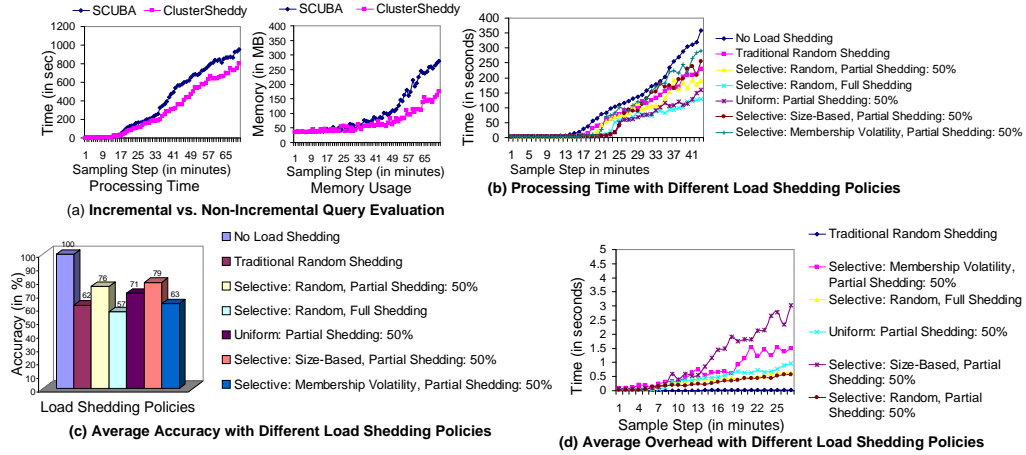 SCUBA ClusterSheddy
SCUBA ClusterSheddy
1200
1000
800
600
400
200
0
Time (in sec)
1 9 17 25 33 41 49 57 65
Sampling Step (in minutes)
Processing Time
400
350
300
250
200
150
100
50
0
Memory (in MB)
1 9 17 25 33 41 49 57 65
Sampling Step (in minutes)
Memory Usage
(a) Incremental vs. Non-Incremental Query Evaluation
400
350
300
250
200
150
100
50
0
Time (in seconds)
1 5 9 13 17 21 25 29 33 37 41
Sample Step in minutes
No Load Shedding
Traditional Random Shedding
Selective: Random, Partial Shedding: 50%
Selective: Random, Full Shedding
Uniform: Partial Shedding: 50%
Selective: Size-Based, Partial Shedding: 50%
Selective: Membership Volatility, Partial Shedding: 50%
(b) Processing Time with Different Load Shedding Policies
100
90
80
70
60
50
40
30
20
10
0
Accuracy (in %)
100
62
76
57
71
79
63
Load Shedding Policies
No Load Shedding
Traditional Random Shedding
Selective: Random, Partial Shedding: 50%
Selective: Random, Full Shedding
Uniform: Partial Shedding: 50%
Selective: Size-Based, Partial Shedding: 50%
Selective: Membership Volatility, Partial Shedding: 50%
(c) Average Accuracy with Different Load Shedding Policies
5
4.5
4
3.5
3
2.5
2
1.5
1
0.5
0
Time (in seconds)
1 4 7 10 13 16 19 22 25
Sample Step (in minutes)
Traditional Random Shedding
Selective: Membership Volatility,
Partial Shedding: 50%
Selective: Random, Full Shedding
Uniform: Partial Shedding: 50%
Selective: Size-Based, Partial
Shedding: 50%
Selective: Random, Partial
Shedding: 50%
(d) Average Overhead with Different Load Shedding Policies